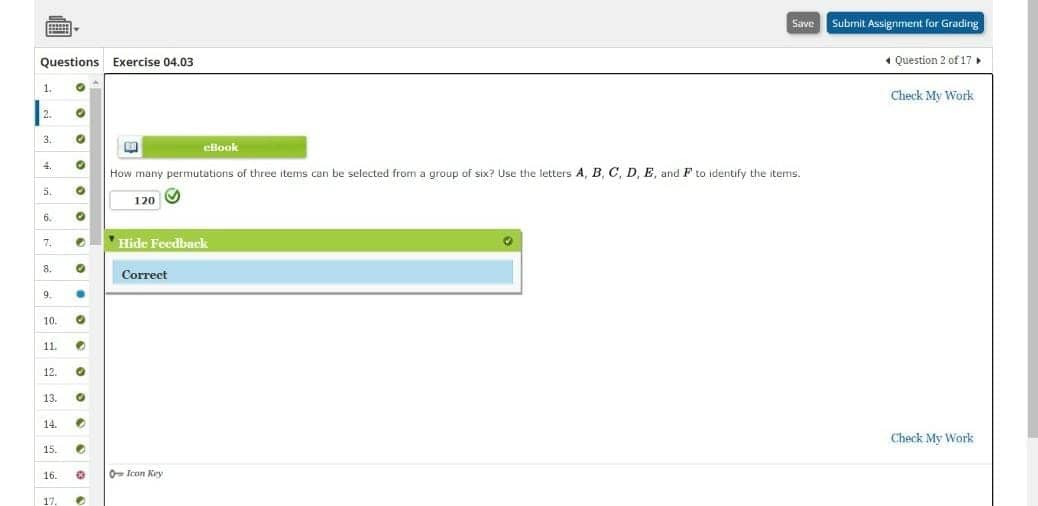 Save Submit Assignment for Grading
Questions Exercise 04.03 Question 2 of 17
1.
Check My Work
2.
3.
eBook
4.
How many permutations of three items can be selected from a group of six? Use the letters A, B, C, D, E, and F to identify the items.
5.
120
6.
7.
Hide Feedback
8.
Correct
9.
10.
11.
12.
13.
14.
Check My Work
15.
16.
Icon Key
17.